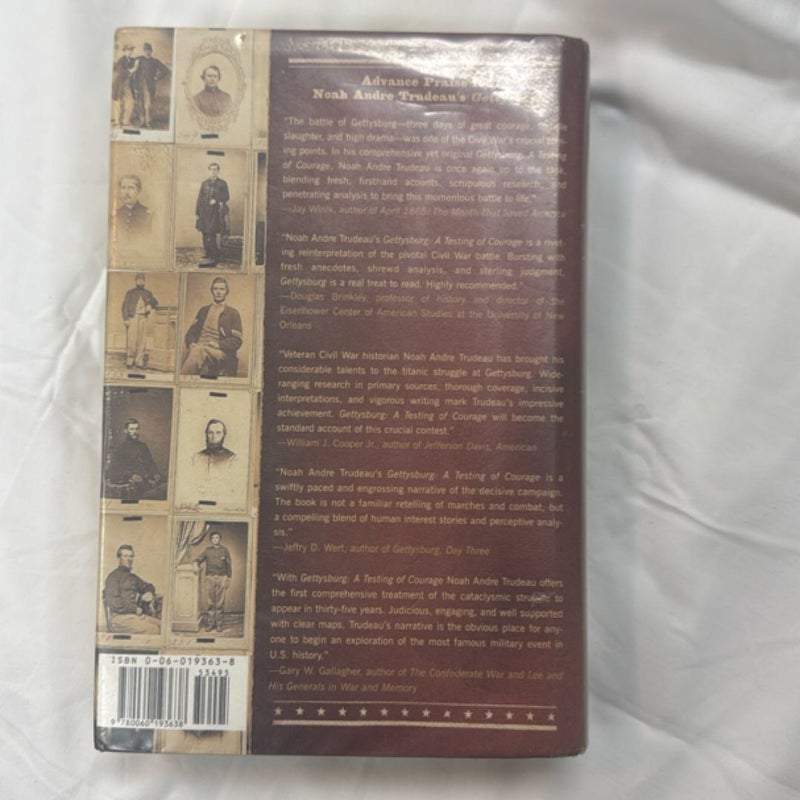 Advance Praise
Noah Andre Trudeau's
"The battle of Gettysburg—three days of great courage,
slaughter, and high drama—was one of the Civil War's crucial turn-
ing points. In his comprehensive yet original Gettysburg: A Testing
of Courage, Noah Andre Trudeau is once again up to the task,
blending fresh, firsthand acounts, scrupulous research, and
penetrating analysis to bring this momentous battle to life."
—Jay Winik, author of April 1865: The Month That Saved America
"Noah Andre Trudeau's Gettysburg: A Testing of Courage is a rivet-
ing reinterpretation of the pivotal Civil War battle. Bursting with
fresh anecdotes, shrewd analysis, and sterling judgment,
Gettysburg is a real treat to read. Highly recommended."
—Douglas Brinkley, professor of history and director of the
Eisenhower Center of American Studies at the University of New
Orleans
"Veteran Civil War historian Noah Andre Trudeau has brought his
considerable talents to the titanic struggle at Gettysburg. Wide-
ranging research in primary sources, thorough coverage, incisive
interpretations, and vigorous writing mark Trudeau's impressive
achievement. Gettysburg: A Testing of Courage will become the
standard account of this crucial contest."
—William J. Cooper Jr., author of Jefferson Davis, American
"Noah Andre Trudeau's Gettysburg: A Testing of Courage is a
swiftly paced and engrossing narrative of the decisive campaign.
The book is not a familiar retelling of marches and combat, but
a compelling blend of human interest stories and perceptive analy-
sis."
—Jeffry D. Wert, author of Gettysburg, Day Three
"With Gettysburg: A Testing of Courage Noah Andre Trudeau offers
the first comprehensive treatment of the cataclysmic struggle to
appear in thirty-five years. Judicious, engaging, and well supported
with clear maps, Trudeau's narrative is the obvious place for any-
one to begin an exploration of the most famous military event in
U.S. history."
—Gary W. Gallagher, author of The Confederate War and Lee and
His Generals in War and Memory
ISBN 0-06-019363-8
53495
9 780060 193638